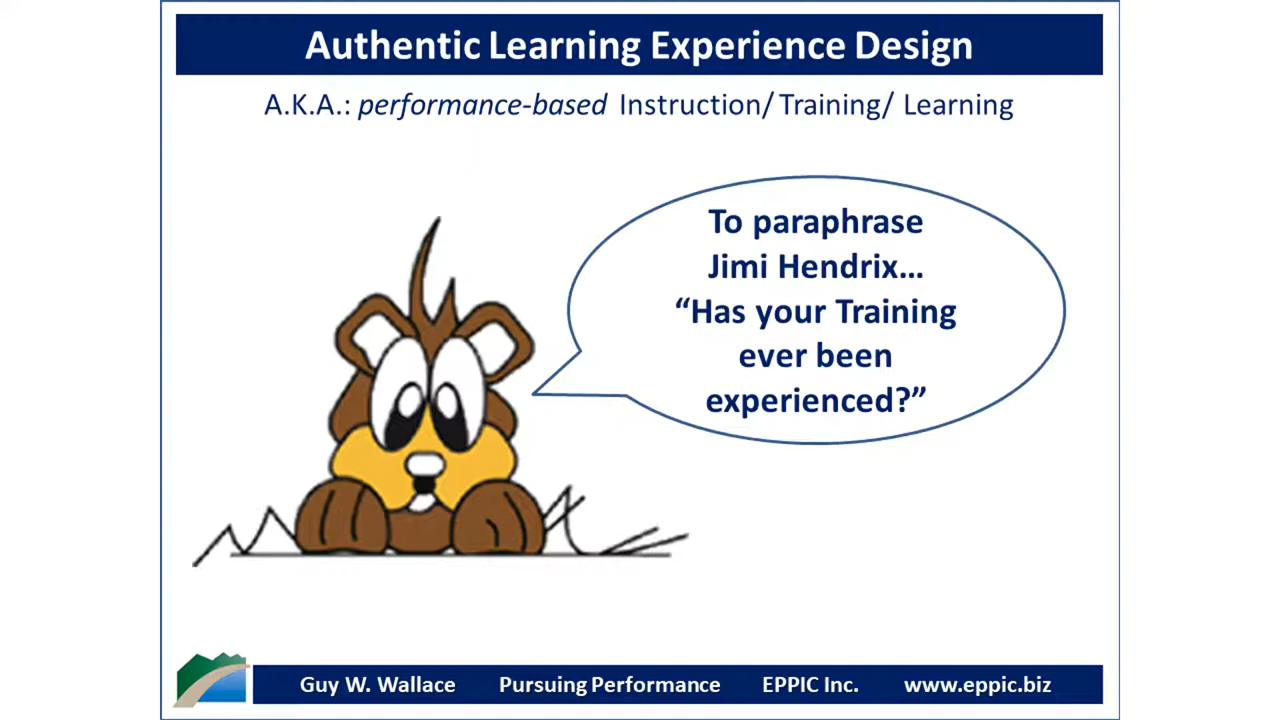 Authentic Learning Experience Design
A.K.A.: performance-based Instruction/ Training/ Learning
To paraphrase
Jimi Hendrix…
“Has your Training
ever been
experienced?”
Guy W. Wallace Pursuing Performance EPPIC Inc. www.eppic.biz